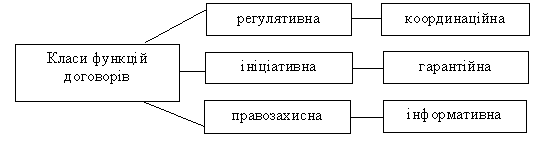 Класи функцій
договорів
регулятивна
координаційна
ініціативна
гарантійна
правозахисна
інформативна